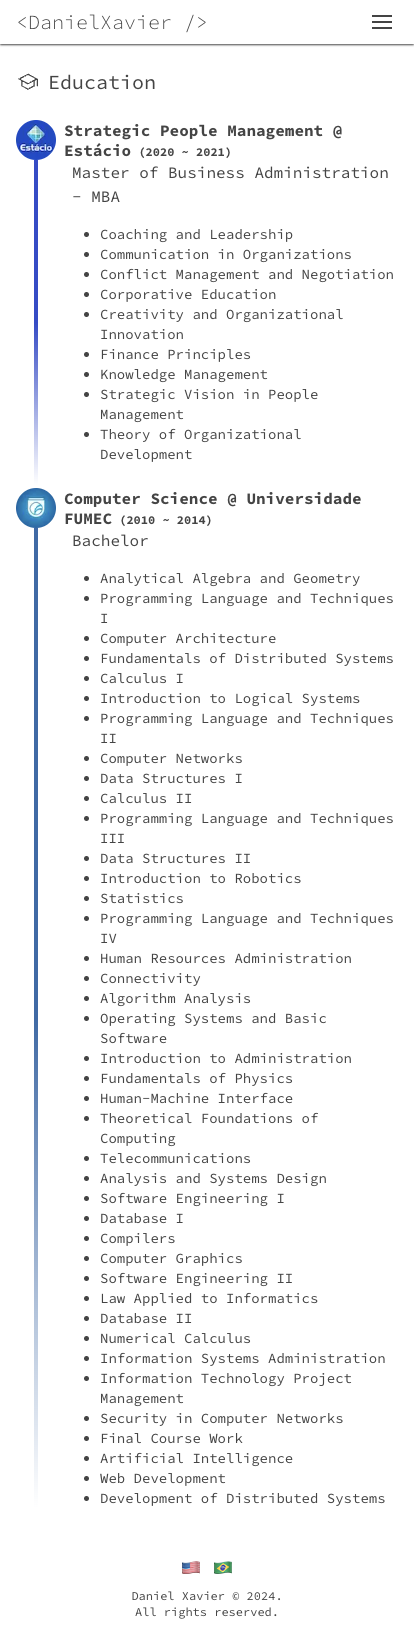 <DanielXavier />
Education
Estácio
Strategic People Management @
Estácio (2020 ~ 2021)
Master of Business Administration
- MBA
• Coaching and Leadership
• Communication in Organizations
• Conflict Management and Negotiation
• Corporative Education
• Creativity and Organizational
Innovation
• Finance Principles
• Knowledge Management
• Strategic Vision in People
Management
• Theory of Organizational
Development
Computer Science @ Universidade
FUMEC (2010 ~ 2014)
Bachelor
• Analytical Algebra and Geometry
• Programming Language and Techniques
I
• Computer Architecture
• Fundamentals of Distributed Systems
• Calculus I
• Introduction to Logical Systems
• Programming Language and Techniques
II
• Computer Networks
• Data Structures I
• Calculus II
• Programming Language and Techniques
III
• Data Structures II
• Introduction to Robotics
• Statistics
• Programming Language and Techniques
IV
• Human Resources Administration
• Connectivity
• Algorithm Analysis
• Operating Systems and Basic
Software
• Introduction to Administration
• Fundamentals of Physics
• Human-Machine Interface
• Theoretical Foundations of
Computing
• Telecommunications
• Analysis and Systems Design
• Software Engineering I
• Database I
• Compilers
• Computer Graphics
• Software Engineering II
• Law Applied to Informatics
• Database II
• Numerical Calculus
• Information Systems Administration
• Information Technology Project
Management
• Security in Computer Networks
• Final Course Work
• Artificial Intelligence
• Web Development
• Development of Distributed Systems
Daniel Xavier © 2024.
All rights reserved.